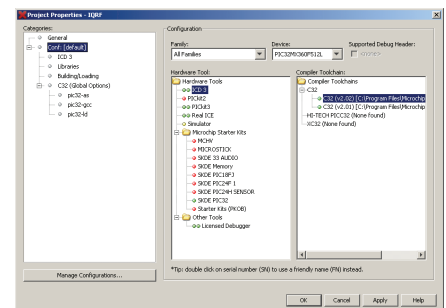 Project Properties - IQRF
Categories:
General
Conf: [default]
ICD 3
Libraries
Building/Loading
C32 (Global Options)
pic32-as
pic32-gcc
pic32-ld
Manage Configurations...
Configuration
Family:
All Families
Device:
PIC32MX360F512L
Supported Debug Header:
<none>
Hardware Tool:
Hardware Tools
ICD 3
PICkit2
PICkit3
Real ICE
Simulator
Microchip Starter Kits
MCHV
MICROSTICK
SKDE 33 AUDIO
SKDE Memory
SKDE PIC18FJ
SKDE PIC24F 1
SKDE PIC24H SENSOR
SKDE PIC32
Starter Kits (PKOB)
Other Tools
Licensed Debugger
Compiler Toolchain:
Compiler Toolchains
C32
C32 (v2.02) [C:\Program Files\Microchip
C32 (v2.01) [C:\Program Files\Microchip
HI-TECH PICC32 (None found)
XC32 (None found)
*Tip: double click on serial number (SN) to use a friendly name (FN) instead.
OK
Cancel
Apply
Help